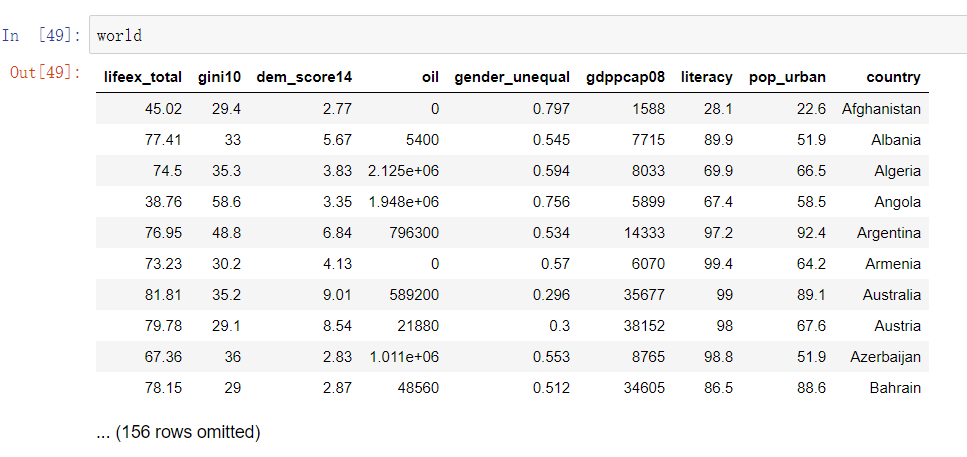 In [49]: world
Out[49]:
lifeex_total gini10 dem_score14 oil gender_unequal gdppcap08 literacy pop_urban country
45.02 29.4 2.77 0 0.797 1588 28.1 22.6 Afghanistan
77.41 33 5.67 5400 0.545 7715 89.9 51.9 Albania
74.5 35.3 3.83 2.125e+06 0.594 8033 69.9 66.5 Algeria
38.76 58.6 3.35 1.948e+06 0.756 5899 67.4 58.5 Angola
76.95 48.8 6.84 796300 0.534 14333 97.2 92.4 Argentina
73.23 30.2 4.13 0 0.57 6070 99.4 64.2 Armenia
81.81 35.2 9.01 589200 0.296 35677 99 89.1 Australia
79.78 29.1 8.54 21880 0.3 38152 98 67.6 Austria
67.36 36 2.83 1.011e+06 0.553 8765 98.8 51.9 Azerbaijan
78.15 29 2.87 48560 0.512 34605 86.5 88.6 Bahrain
... (156 rows omitted)